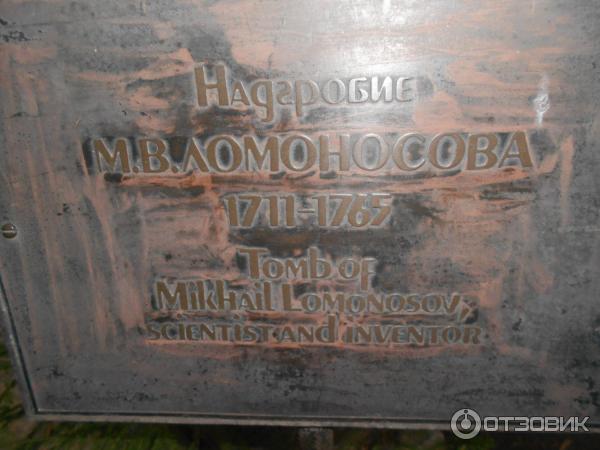 Надгробие
М.В.ЛОМОНОСОВА
1711-1765
Tomb of
Mikhail Lomonosov,
scientist and inventor
ОТЗОВИК